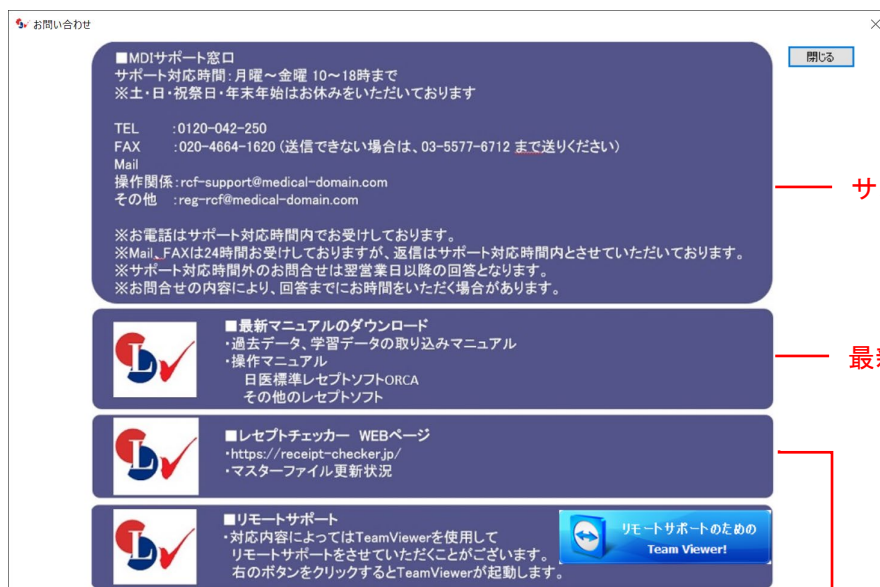 お問い合わせ
閉じる
■MDIサポート窓口
サポート対応時間：月曜～金曜 10～18時まで
※土・日・祝祭日・年末年始はお休みをいただいております
TEL　　:0120-042-250
FAX　　:020-4664-1620 (送信できない場合は、03-5577-6712 まで送りください)
Mail
操作関係：rcf-support@medical-domain.com
その他　：reg-rcf@medical-domain.com
※お電話はサポート対応時間内でお受けしております。
※Mail、FAXは24時間お受けしておりますが、返信はサポート対応時間内とさせていただいております。
※サポート対応時間外のお問合せは翌営業日以降の回答となります。
※お問合せの内容により、回答までにお時間をいただく場合があります。
サ
■最新マニュアルのダウンロード
・過去データ、学習データの取り込みマニュアル
・操作マニュアル
日医標準レセプトソフトORCA
その他のレセプトソフト
最新
■レセプトチェッカー　WEBページ
・https://receipt-checker.jp/
・マスターファイル更新状況
■リモートサポート
・対応内容によってはTeamViewerを使用して
リモートサポートをさせていただくことがございます。
右のボタンをクリックするとTeamViewerが起動します。
リモートサポートのための
Team Viewer!